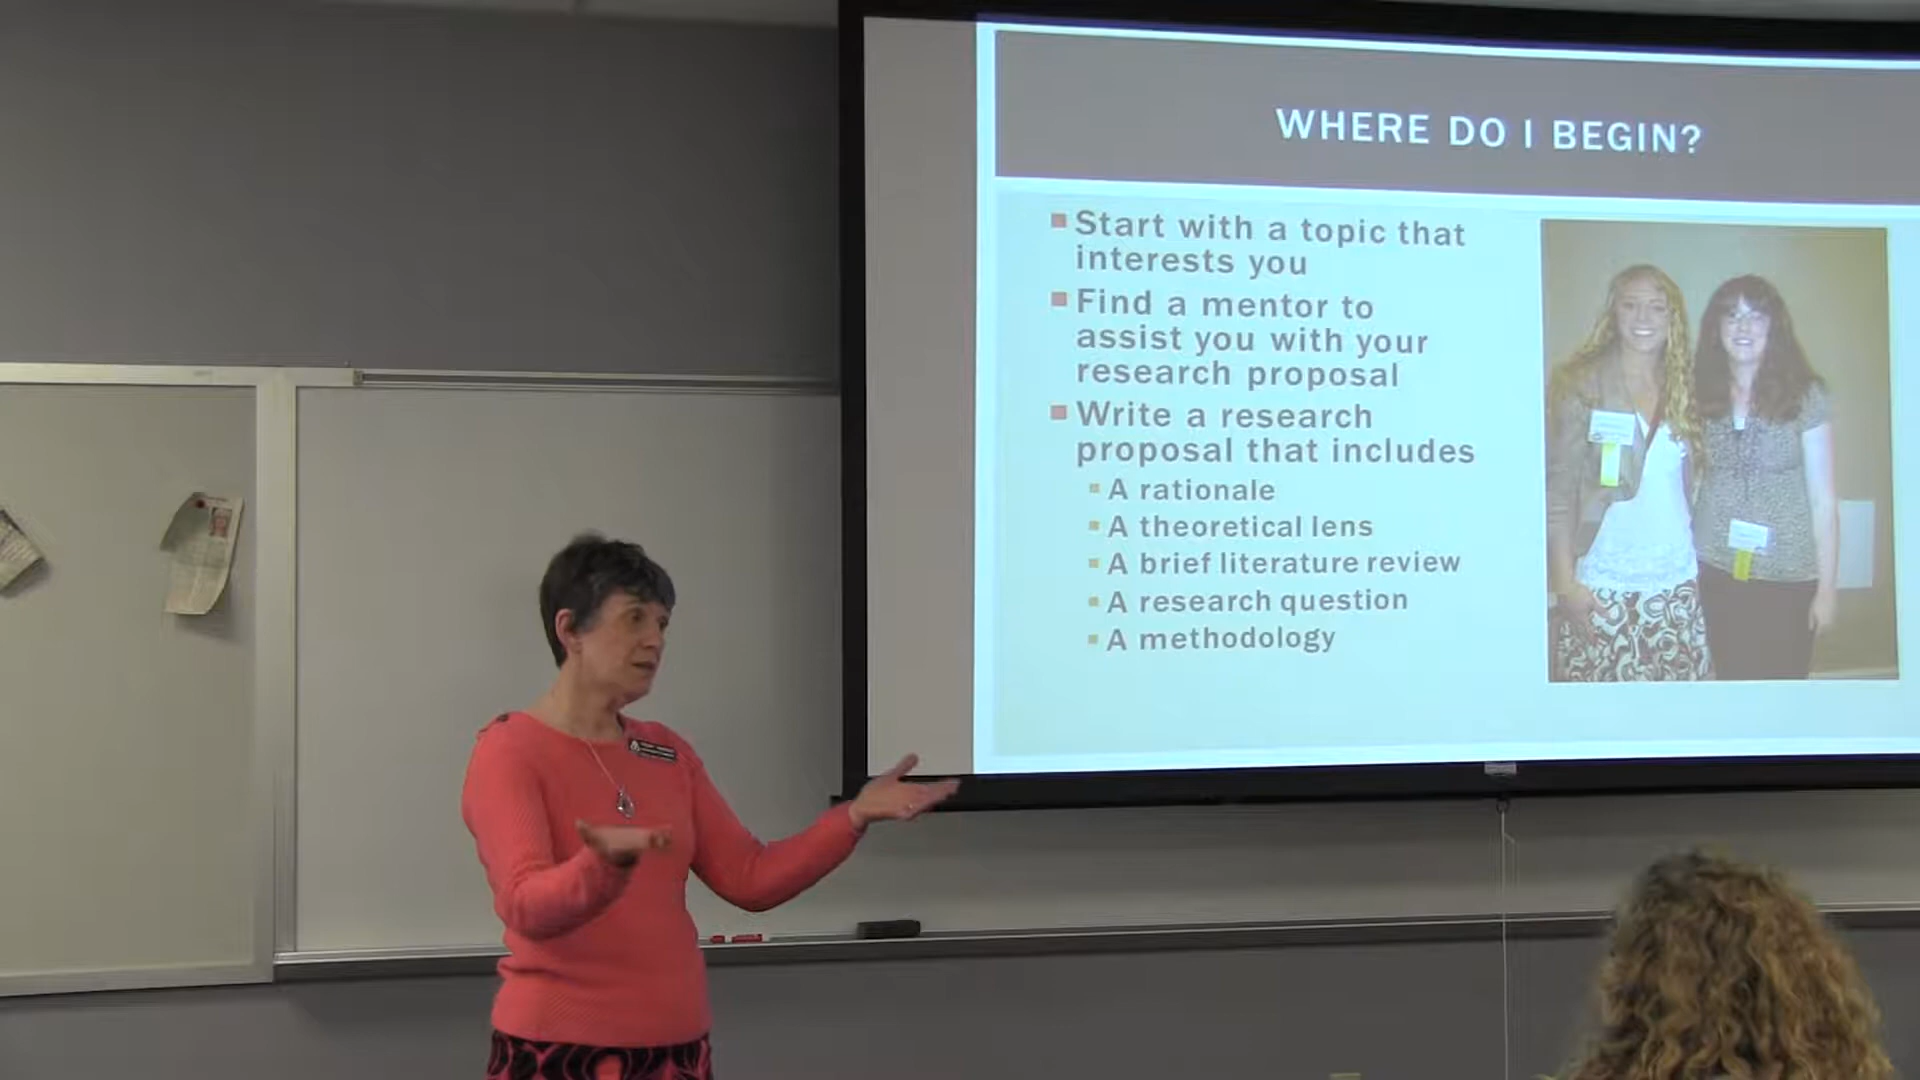 WHERE DO I BEGIN?
Start with a topic that
interests you
Find a mentor to
assist you with your
research proposal
Write a research
proposal that includes
A rationale
A theoretical lens
A brief literature review
A research question
A methodology